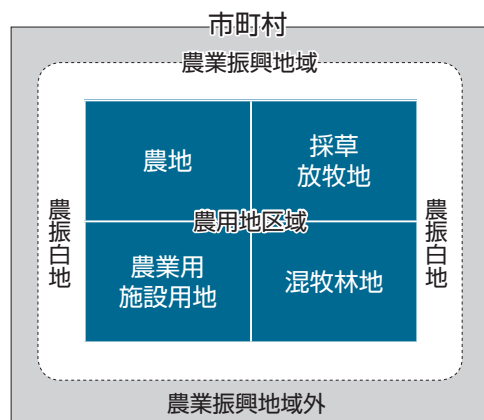 市町村
農業振興地域
農地
採草
放牧地
農用地区域
農振白地
農振白地
農業用
施設用地
混牧林地
農業振興地域外